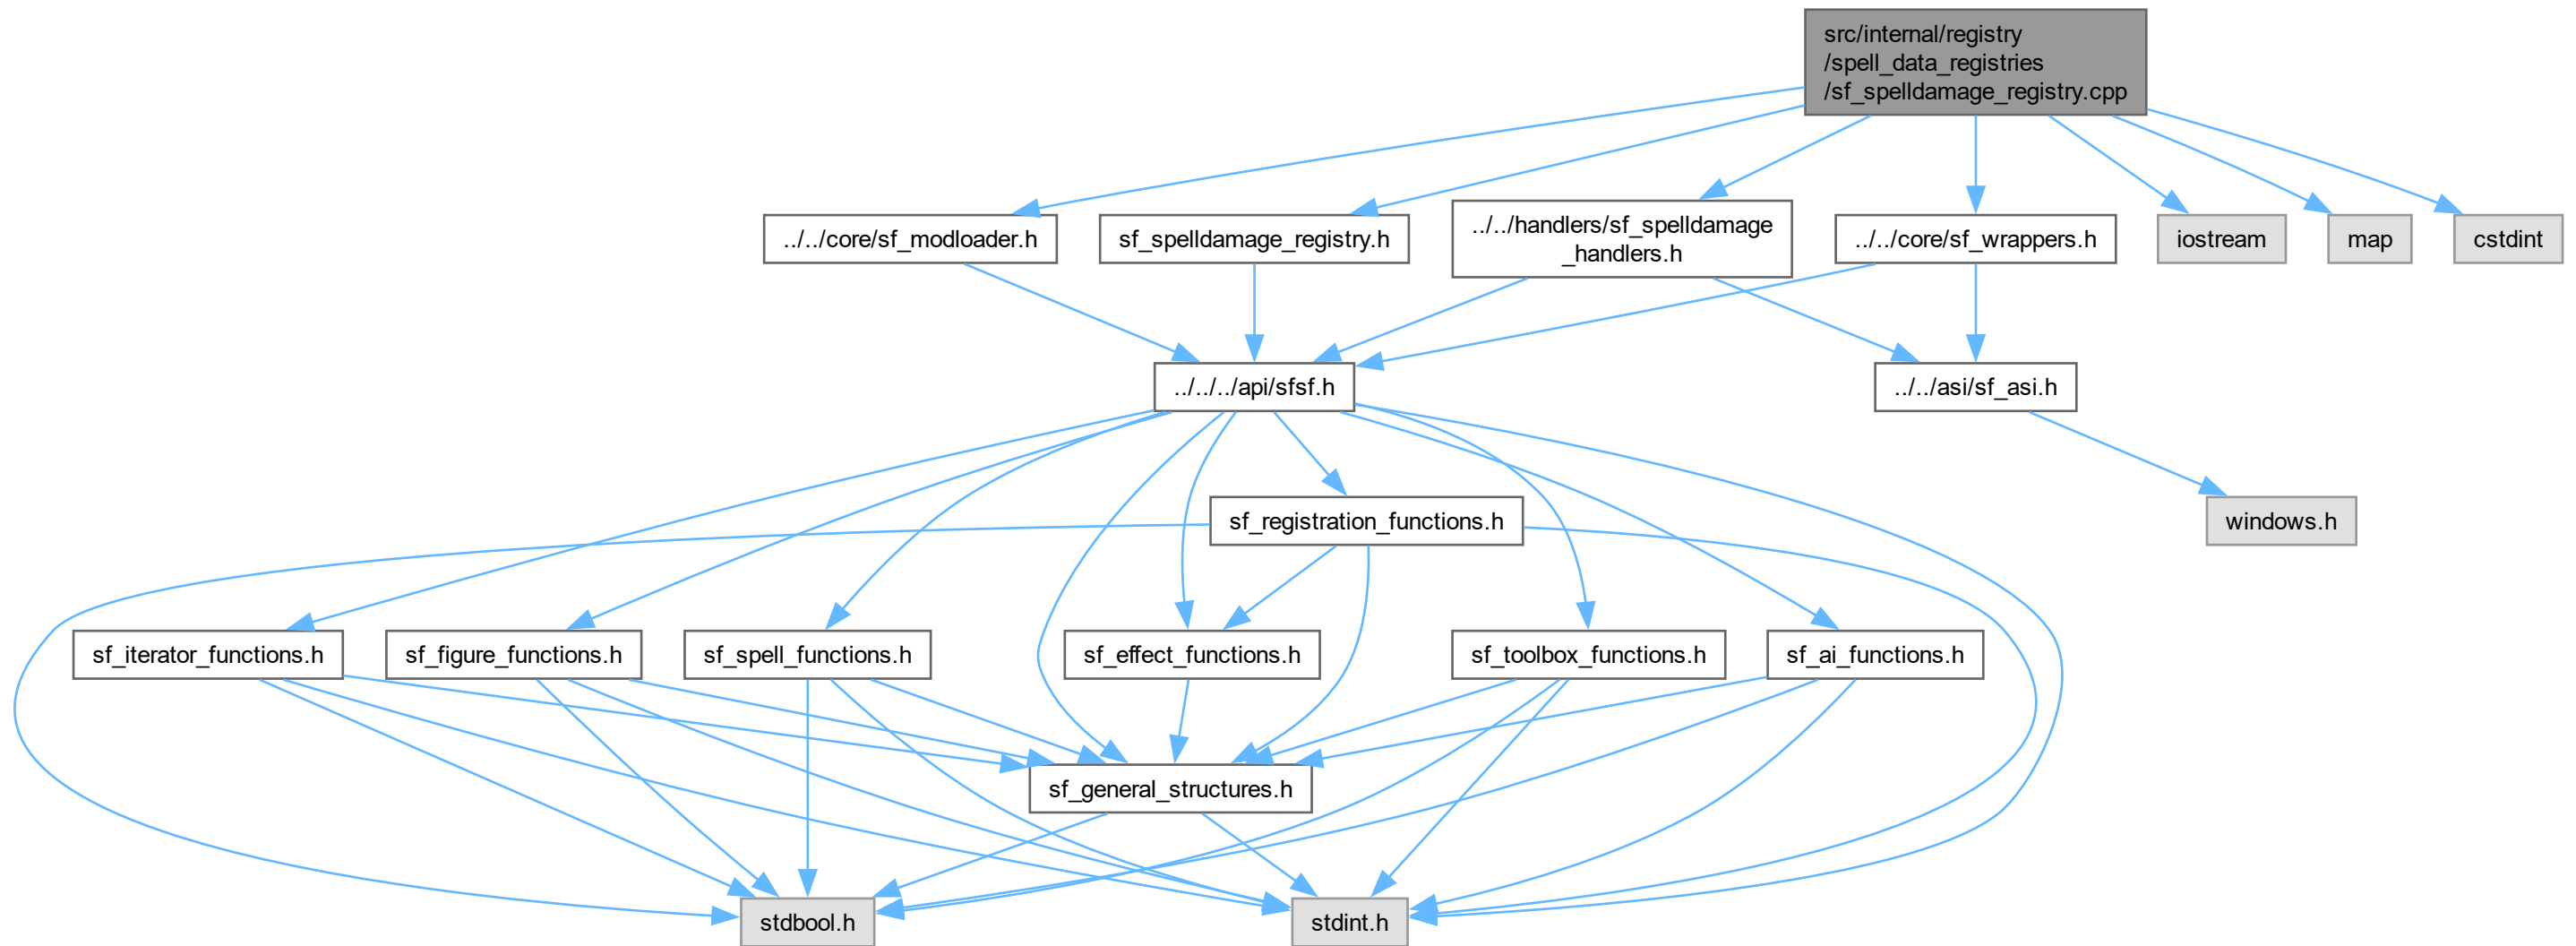 src/internal/registry
/spell_data_registries
/sf_spelldamage_registry.cpp
../../core/sf_modloader.h
sf_spelldamage_registry.h
../../handlers/sf_spelldamage
_handlers.h
../../core/sf_wrappers.h
iostream
map
cstdint
../../../api/sfsf.h
../../asi/sf_asi.h
sf_registration_functions.h
windows.h
sf_iterator_functions.h
sf_figure_functions.h
sf_spell_functions.h
sf_effect_functions.h
sf_toolbox_functions.h
sf_ai_functions.h
sf_general_structures.h
stdbool.h
stdint.h